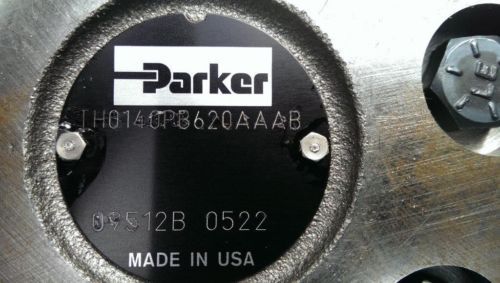 Parker
TH0140PB620AAAB
09512B 0522
MADE IN USA